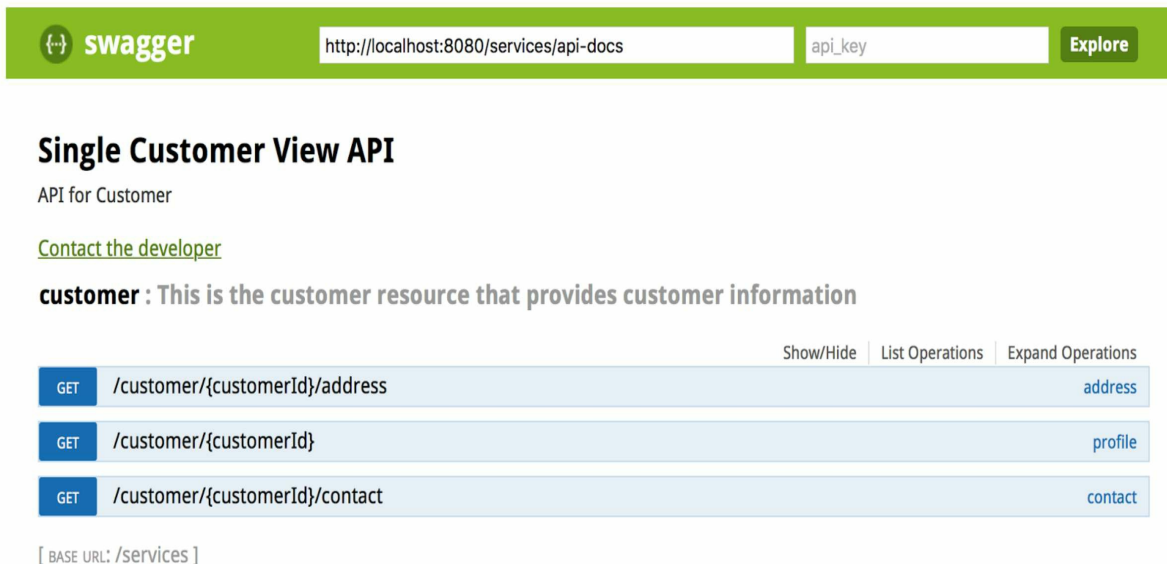 {...} swagger http://localhost:8080/services/api-docs api_key Explore
Single Customer View API
API for Customer
Contact the developer
customer : This is the customer resource that provides customer information
Show/Hide List Operations Expand Operations
GET /customer/{customerId}/address address
GET /customer/{customerId} profile
GET /customer/{customerId}/contact contact
[ BASE URL: /services ]